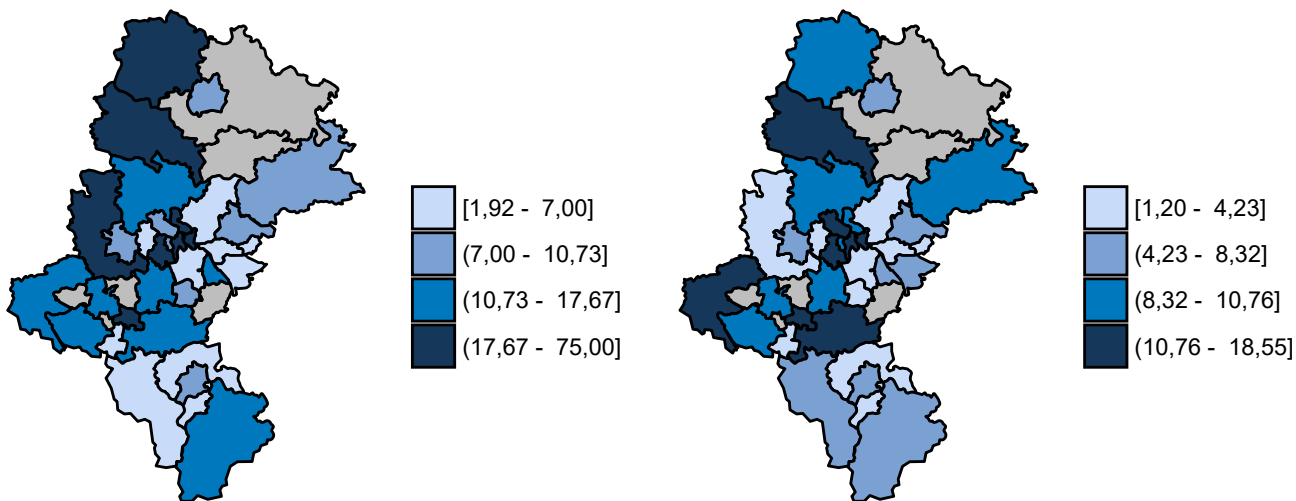 [1,92 - 7,00]
(7,00 - 10,73]
(10,73 - 17,67]
(17,67 - 75,00]
[1,20 - 4,23]
(4,23 - 8,32]
(8,32 - 10,76]
(10,76 - 18,55]